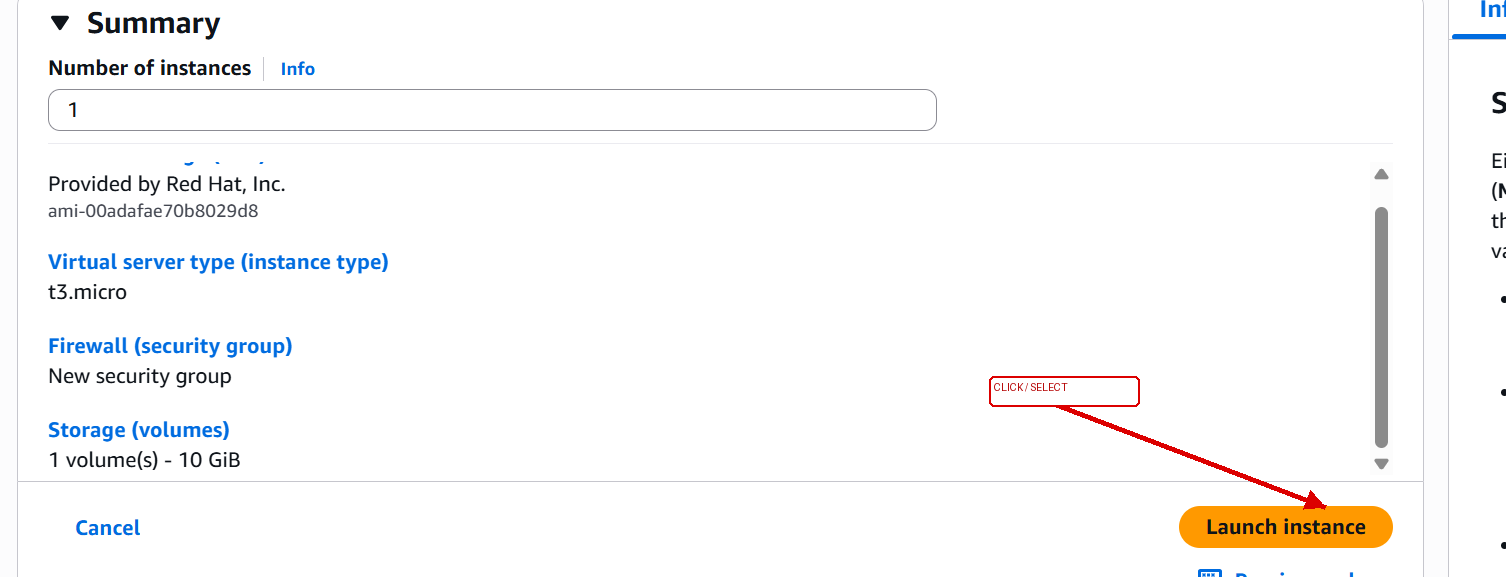 Summary
Number of instances Info
1
Provided by Red Hat, Inc.
ami-00adafae70b8029d8
Virtual server type (instance type)
t3.micro
Firewall (security group)
New security group
CLICK/SELECT
Storage (volumes)
1 volume(s) - 10 GiB
Cancel
Launch instance